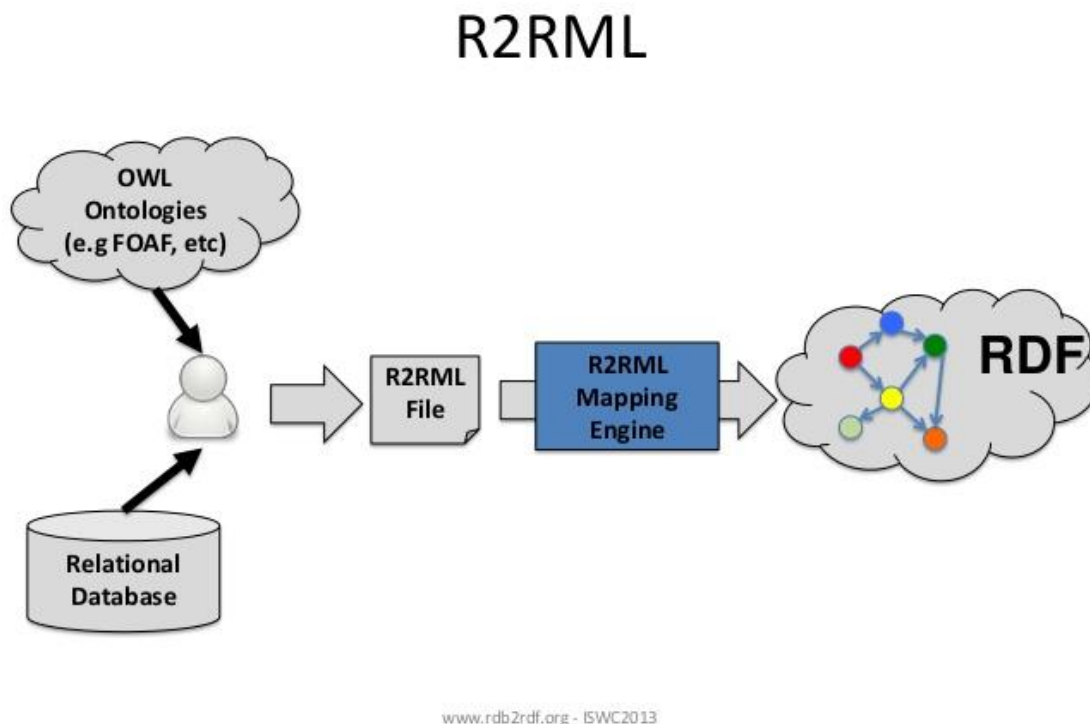 R2RML
OWL
Ontologies
(e.g FOAF, etc)
R2RML
File
R2RML
Mapping
Engine
RDF
Relational
Database
www.rdb2rdf.org - ISWC2013